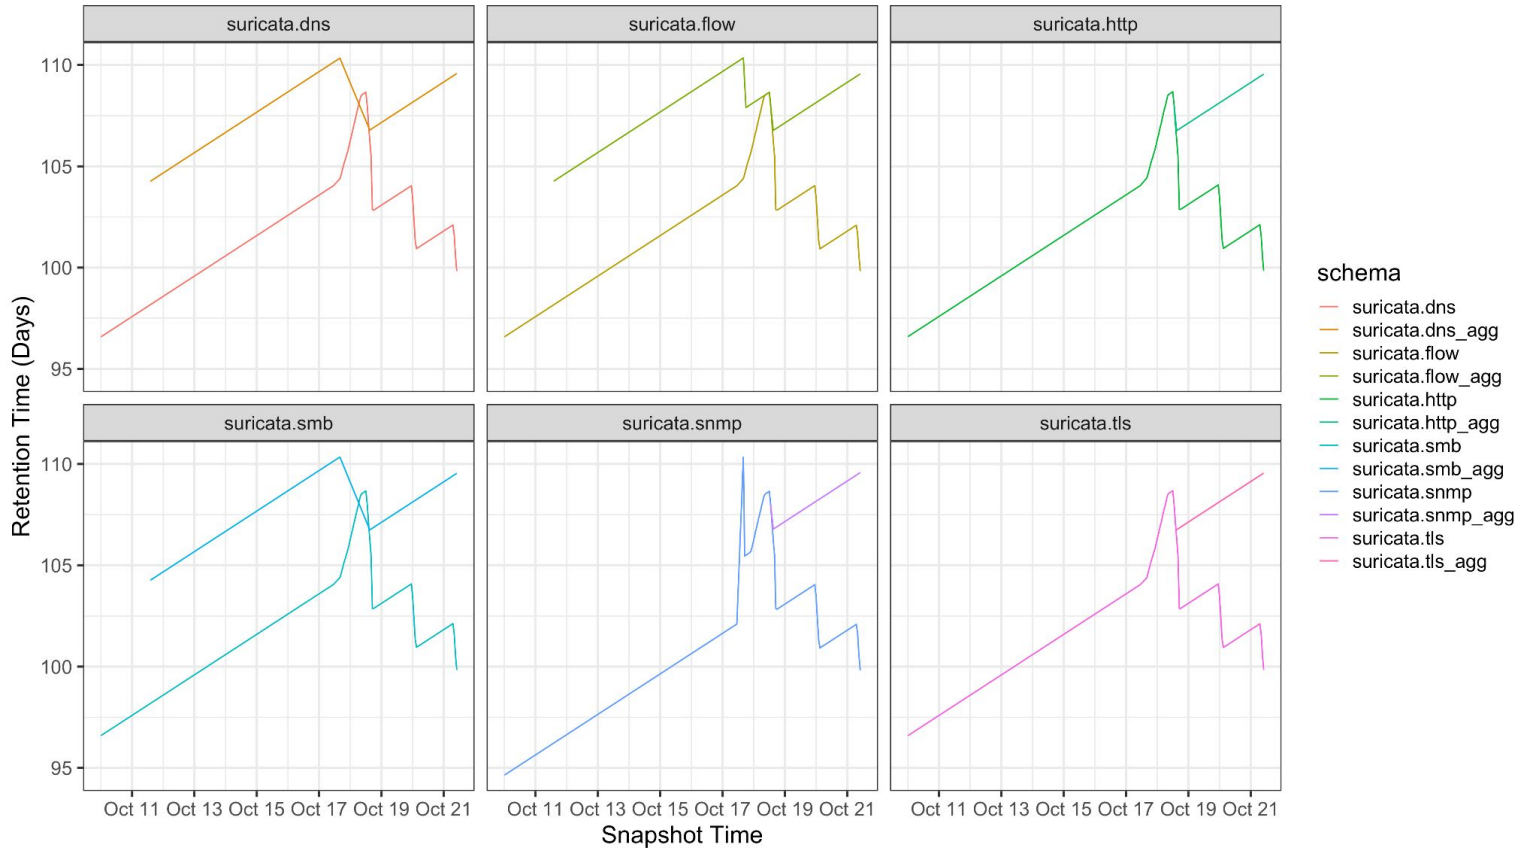 suricata.dns
suricata.flow
suricata.http
110
105
100
95
suricata.smb
suricata.snmp
suricata.tls
110
105
100
95
Retention Time (Days)
Oct 11 Oct 13 Oct 15 Oct 17 Oct 19 Oct 21
Oct 11 Oct 13 Oct 15 Oct 17 Oct 19 Oct 21
Oct 11 Oct 13 Oct 15 Oct 17 Oct 19 Oct 21
Snapshot Time
schema
suricata.dns
suricata.dns_agg
suricata.flow
suricata.flow_agg
suricata.http
suricata.http_agg
suricata.smb
suricata.smb_agg
suricata.snmp
suricata.snmp_agg
suricata.tls
suricata.tls_agg